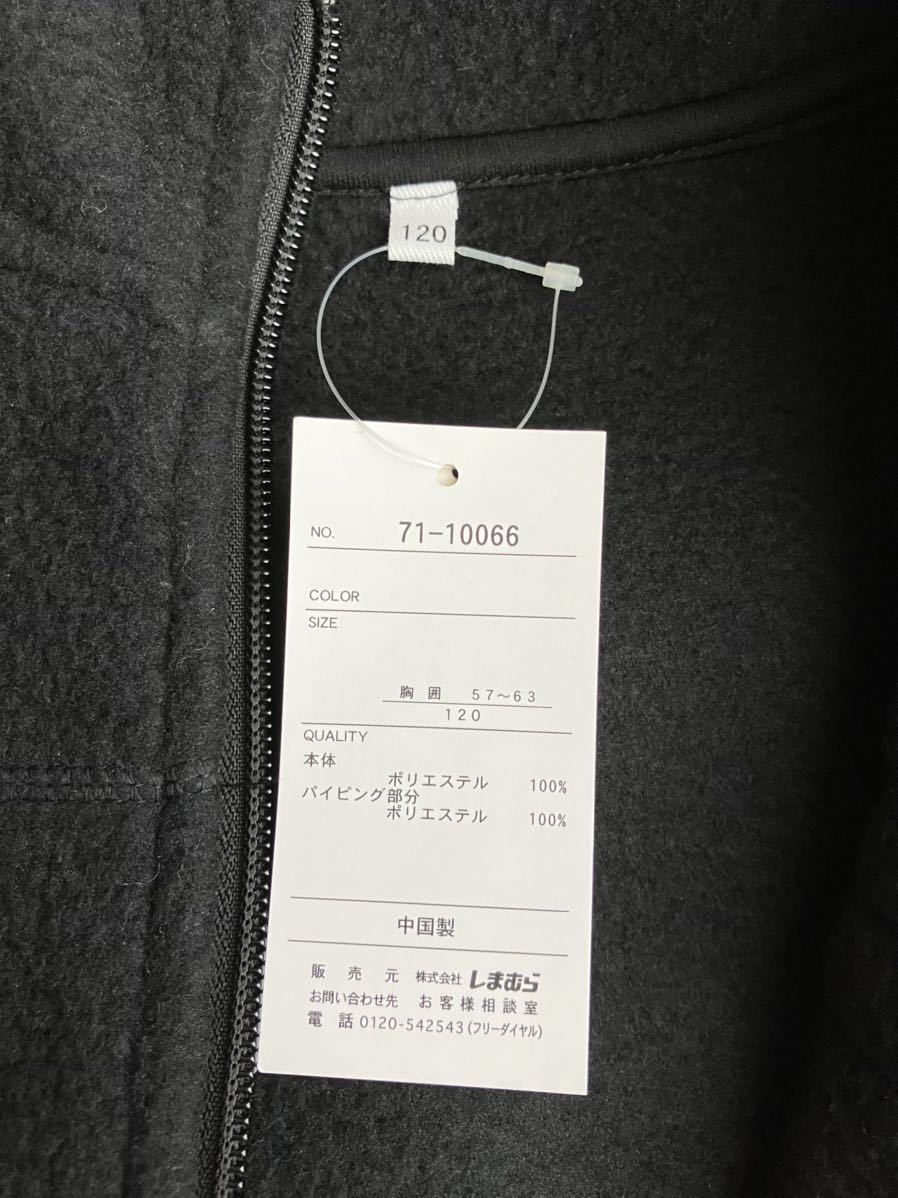 120
NO. 71-10066
COLOR
SIZE
胸囲 57～63
120
QUALITY
本体
ポリエステル 100%
パイピング部分
ポリエステル 100%
中国製
販売元 株式会社 しまむら
お問い合わせ先 お客様相談室
電話 0120-542543(フリーダイヤル)